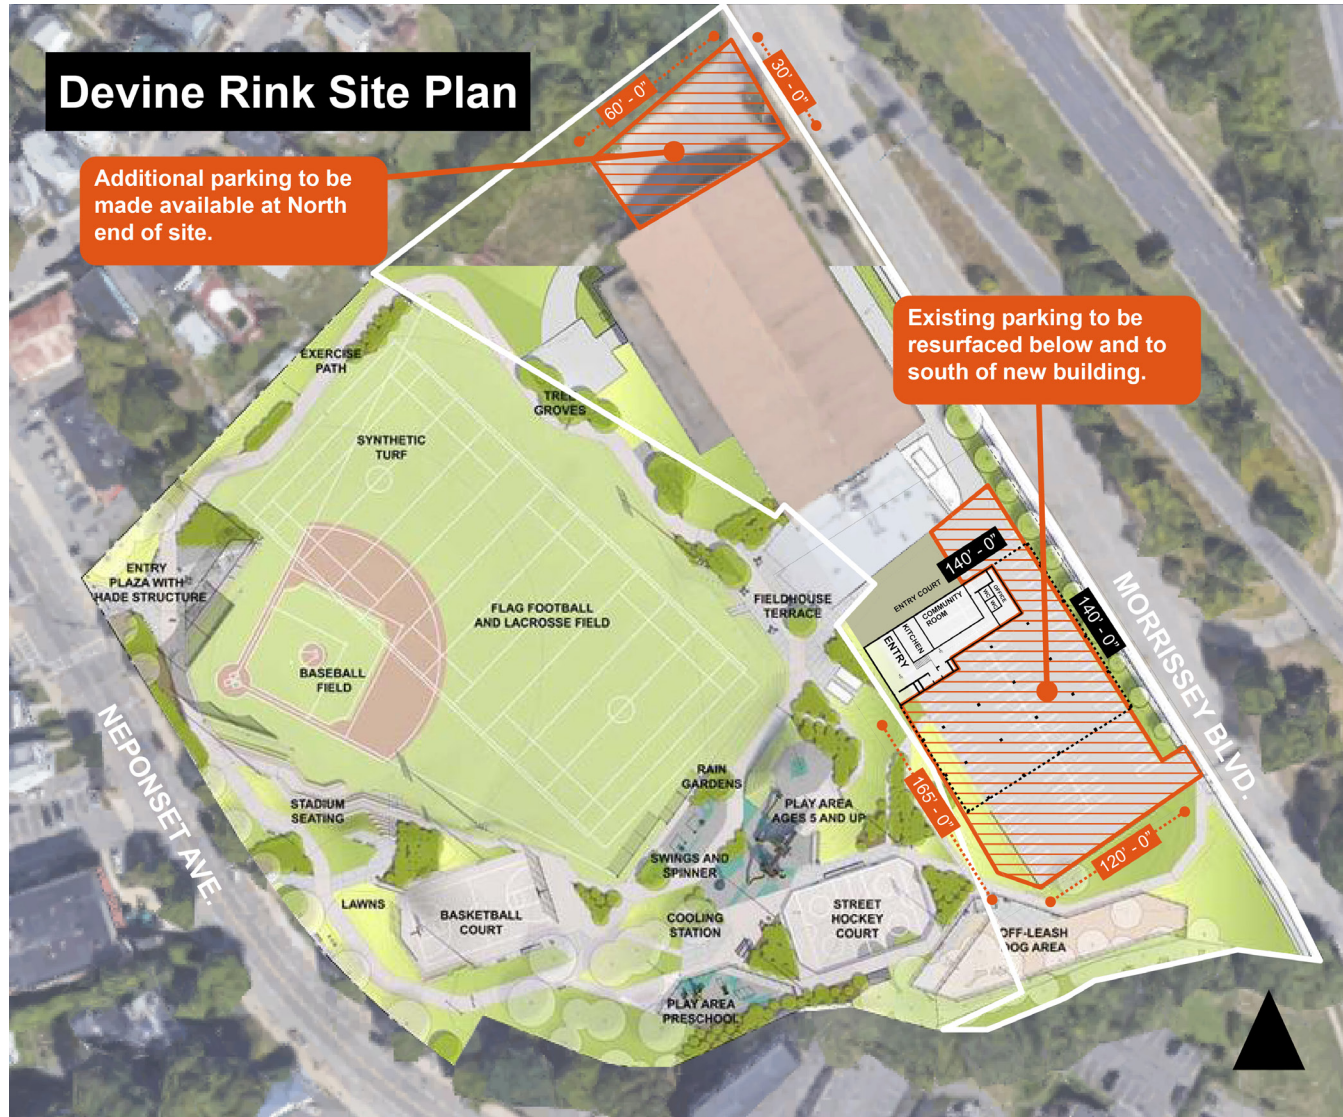 Devine Rink Site Plan
60' - 0"
30' - 0"
Additional parking to be
made available at North
end of site.
Existing parking to be
resurfaced below and to
south of new building.
EXERCISE
PATH
TREE
GROVES
SYNTHETIC
TURF
140' - 0"
140' - 0"
ENTRY
PLAZA WITH
HADE STRUCTURE
FLAG FOOTBALL
AND LACROSSE FIELD
FIELDHOUSE
TERRACE
ENTRY COURT
COMMUNITY
ROOM
OFFICE
WC
WC
KITCHEN
ENTRY
MORRISSEY BLVD.
BASEBALL
FIELD
NEPONSET AVE.
RAIN
GARDENS
STADIUM
SEATING
PLAY AREA
AGES 5 AND UP
165' - 0"
120' - 0"
SWINGS AND
SPINNER
LAWNS
BASKETBALL
COURT
COOLING
STATION
STREET
HOCKEY
COURT
OFF-LEASH
DOG AREA
PLAY AREA
PRESCHOOL